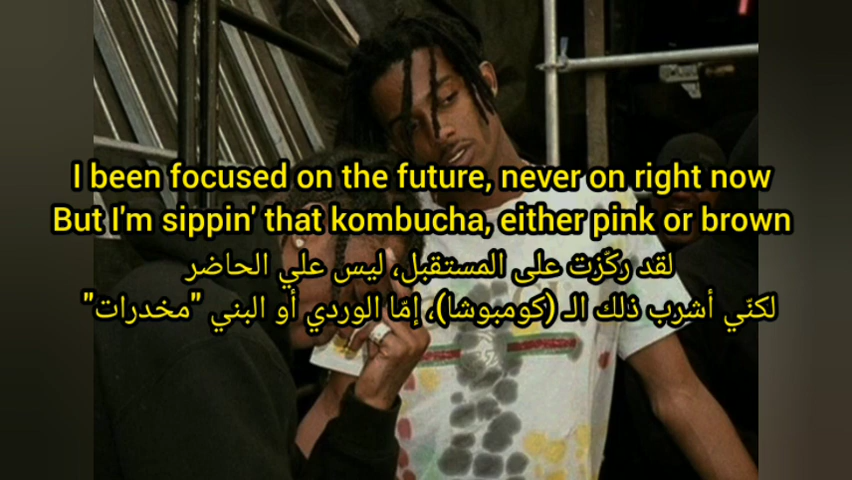 I been focused on the future, never on right now
But I'm sippin' that kombucha, either pink or brown
لقد ركّزت على المستقبل، ليس علي الحاضر
لكنّي أشرب ذلك الـ (كومبوشا)، إمّا الوردي أو البني "مخدرات"